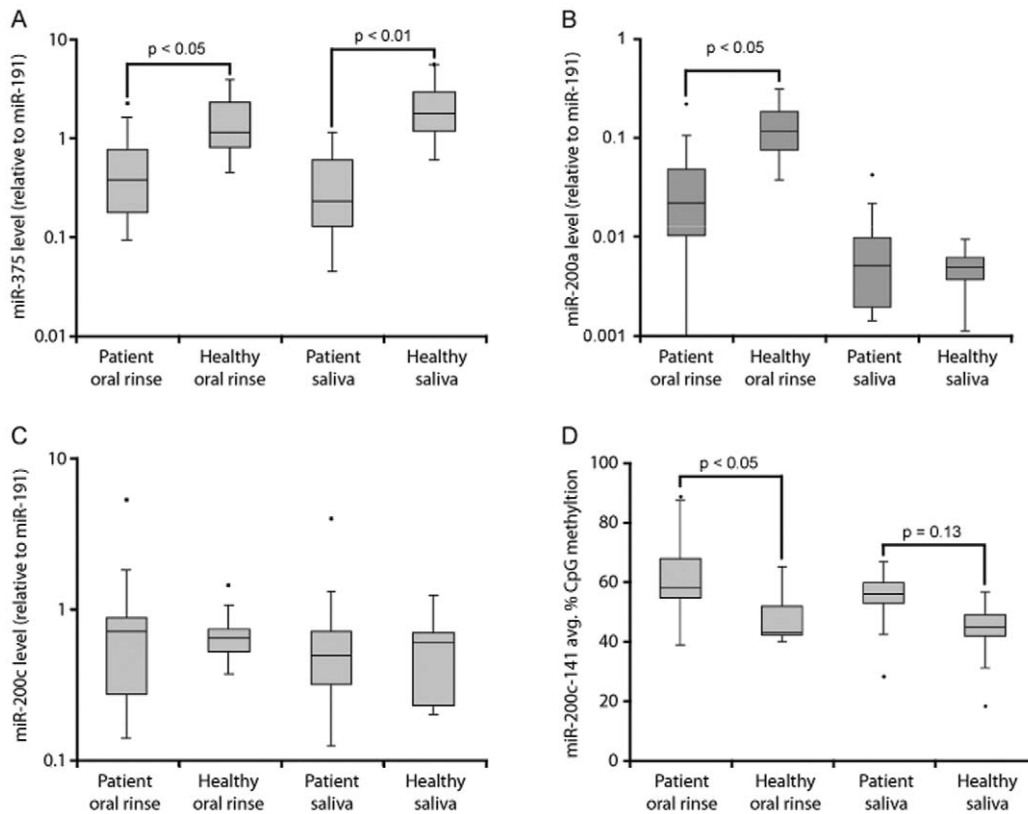 A
miR-375 level (relative to miR-191)
10
1
0.1
0.01
p < 0.05
p < 0.01
Patient
oral rinse
Healthy
oral rinse
Patient
saliva
Healthy
saliva
B
miR-200a level (relative to miR-191)
1
0.1
0.01
0.001
p < 0.05
Patient
oral rinse
Healthy
oral rinse
Patient
saliva
Healthy
saliva
C
miR-200c level (relative to miR-191)
10
1
0.1
Patient
oral rinse
Healthy
oral rinse
Patient
saliva
Healthy
saliva
D
miR-200c-141 avg. % CpG methyltion
100
80
60
40
20
0
p < 0.05
p = 0.13
Patient
oral rinse
Healthy
oral rinse
Patient
saliva
Healthy
saliva